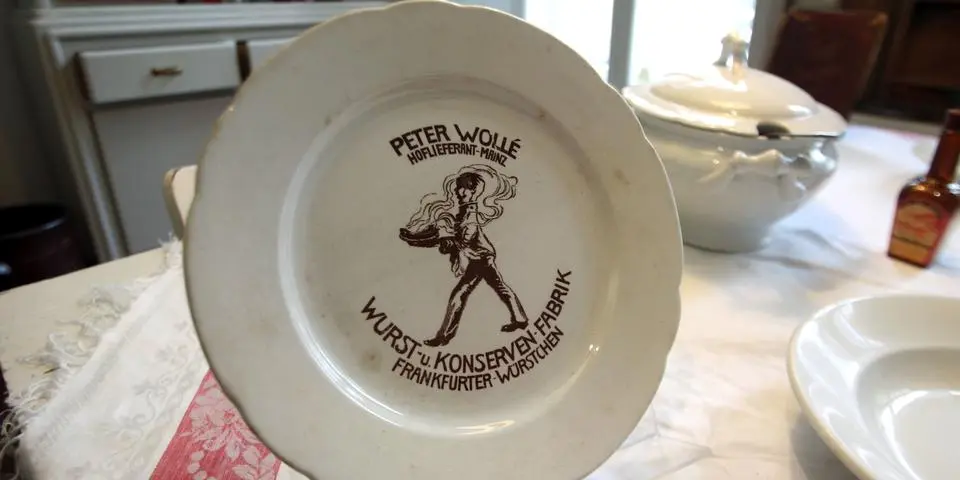 PETER WOLLÉ
HOFLIEFERANT-MAINZ
WURST-u. KONSERVEN-FABRIK
FRANKFURTER-WÜRSTCHEN